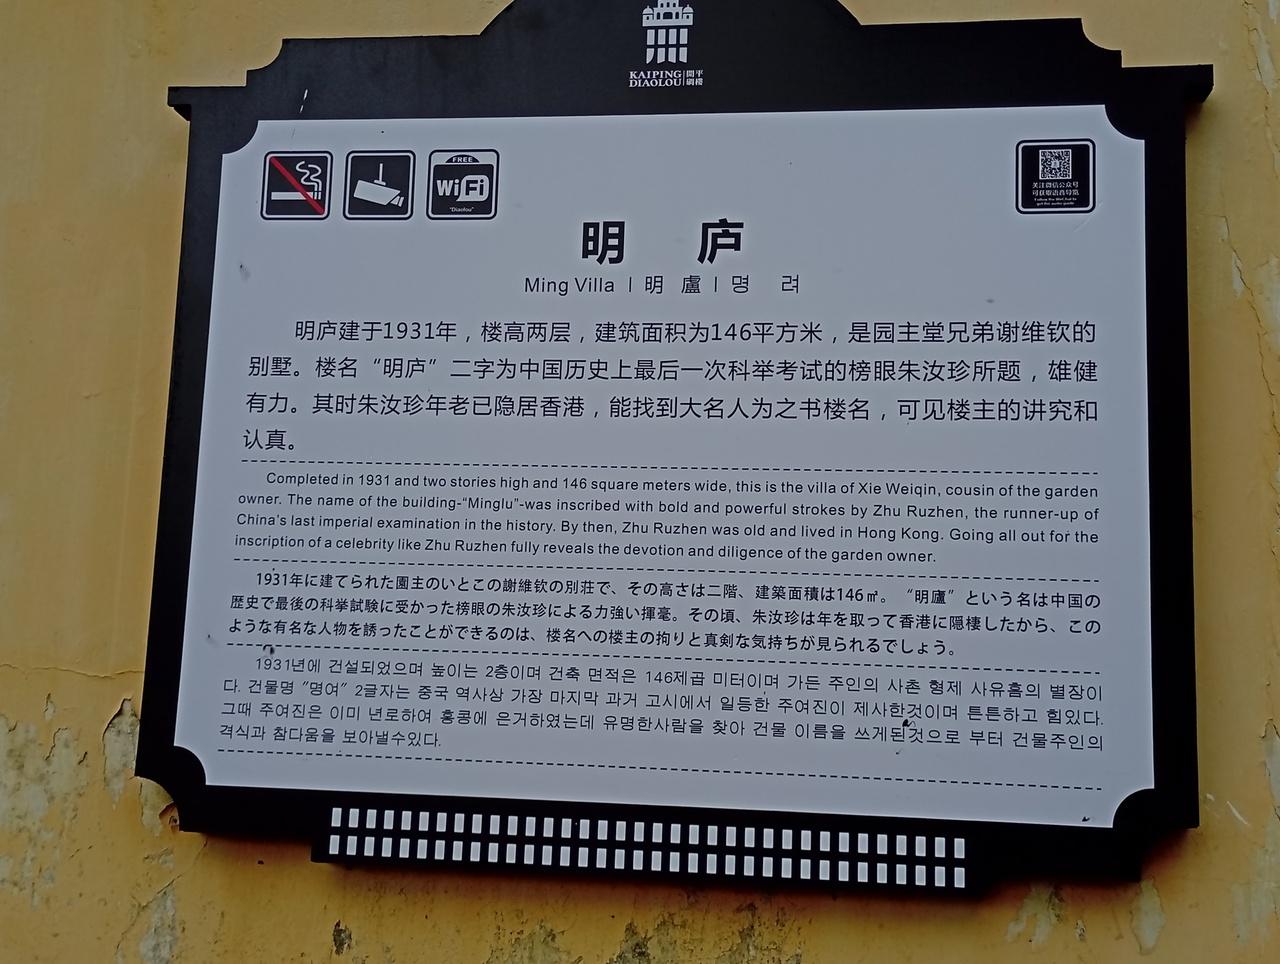 KAIPING DIAOLOU 開平碉樓
FREE
WiFi
"Diaolou"
关注微信公众号
可获取语音导览
明 庐
Ming Villa | 明 廬 | 명 려
明庐建于1931年，楼高两层，建筑面积为146平方米，是园主堂兄弟谢维钦的
别墅。楼名“明庐”二字为中国历史上最后一次科举考试的榜眼朱汝珍所题，雄健
有力。其时朱汝珍年老已隐居香港，能找到大名人为之书楼名，可见楼主的讲究和
认真。
Completed in 1931 and two stories high and 146 square meters wide, this is the villa of Xie Weiqin, cousin of the garden
owner. The name of the building-“Minglu”-was inscribed with bold and powerful strokes by Zhu Ruzhen, the runner-up of
China's last imperial examination in the history. By then, Zhu Ruzhen was old and lived in Hong Kong. Going all out for the
inscription of a celebrity like Zhu Ruzhen fully reveals the devotion and diligence of the garden owner.
1931年に建てられた園主のいとこの謝維欽の別荘で、その高さは二階、建築面積は146㎡。“明廬”という名は中国の
歴史で最後の科挙試験に受かった榜眼の朱汝珍による力強い揮毫。その頃、朱汝珍は年を取って香港に隠棲したから、この
ような有名な人物を誘ったことができるのは、楼名への楼主の拘りと真剣な気持ちが見られるでしょう。
1931년에 건설되었으며 높이는 2층이며 건축 면적은 146제곱 미터이며 가든 주인의 사촌 형제 사유흠의 별장이
다. 건물명 “명여” 2글자는 중국 역사상 가장 마지막 과거 고시에서 일등한 주여진이 제사한것이며 튼튼하고 힘있다.
그때 주여진은 이미 년로하여 홍콩에 은거하였는데 유명한사람을 찾아 건물 이름을 쓰게된것으로 부터 건물주인의
격식과 참다움을 보아낼수있다.